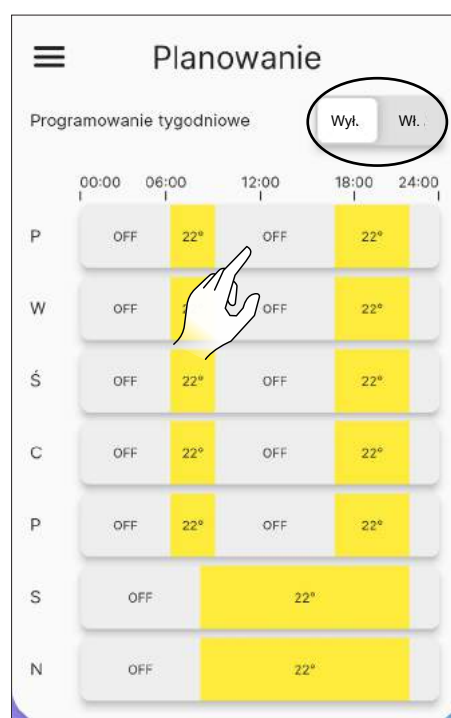 Planowanie
Programowanie tygodniowe Wył. Wł.
00:00 06:00 12:00 18:00 24:00
P OFF 22° OFF 22°
W OFF OFF 22°
Ś OFF 22° OFF 22°
C OFF 22° OFF 22°
P OFF 22° OFF 22°
S OFF 22°
N OFF 22°